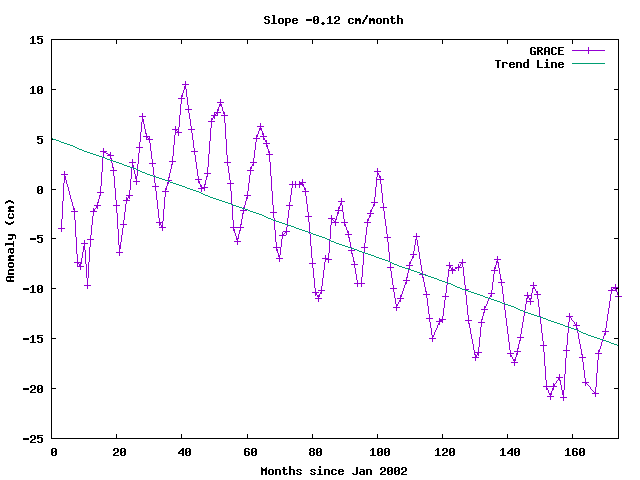 Slope -0.12 cm/month
GRACE
Trend Line
15
10
5
0
-5
-10
-15
-20
-25
Anomaly (cm)
0 20 40 60 80 100 120 140 160
Months since Jan 2002